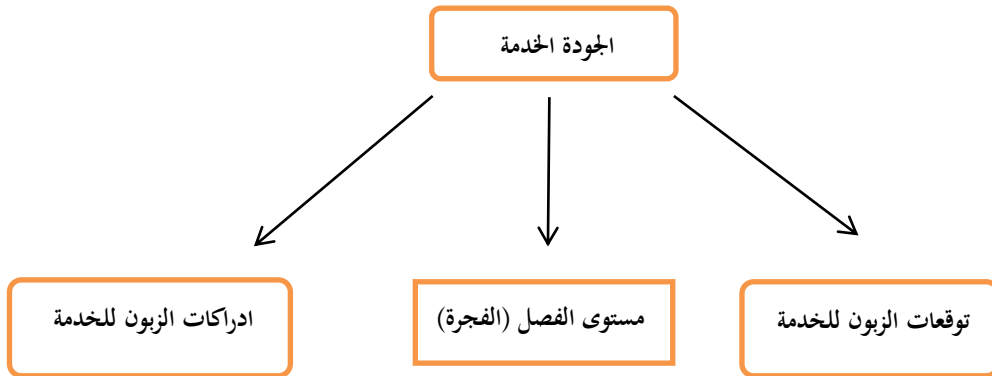 الجودة الخدمة
توقعات الزبون للخدمة
مستوى الفصل (الفجرة)
ادراكات الزبون للخدمة